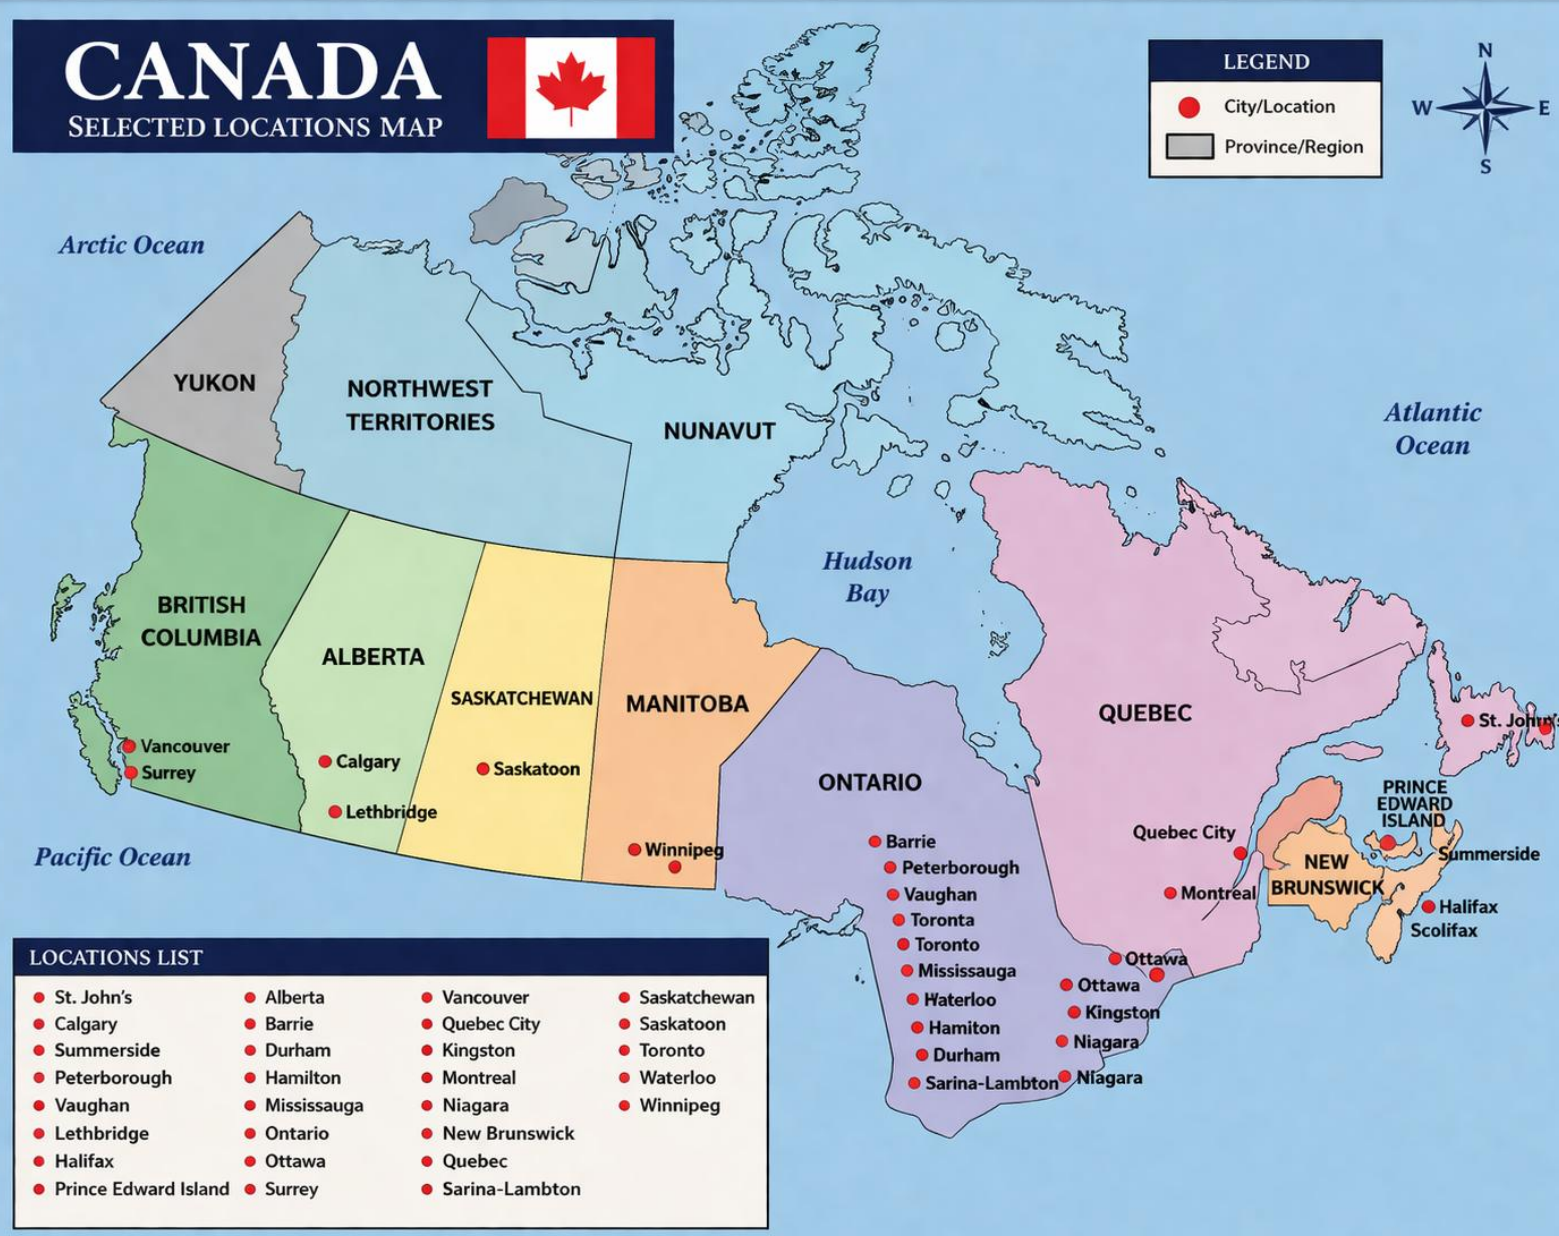 CANADA
SELECTED LOCATIONS MAP
LEGEND
City/Location
Province/Region
N
W
E
S
Arctic Ocean
Atlantic
Ocean
YUKON
NORTHWEST
TERRITORIES
NUNAVUT
Hudson
Bay
BRITISH
COLUMBIA
ALBERTA
SASKATCHEWAN
MANITOBA
QUEBEC
ONTARIO
St. John's
Vancouver
Surrey
Calgary
Lethbridge
Saskatoon
Winnipeg
Pacific Ocean
PRINCE
EDWARD
ISLAND
Summerside
NEW
BRUNSWICK
Halifax
Scolifax
Quebec City
Montreal
Barrie
Peterborough
Vaughan
Toronta
Toronto
Mississauga
Waterloo
Hamiton
Durham
Sarina-Lambton
Ottawa
Ottawa
Kingston
Niagara
Niagara
LOCATIONS LIST
St. John's
Calgary
Summerside
Peterborough
Vaughan
Lethbridge
Halifax
Prince Edward Island
Alberta
Barrie
Durham
Hamilton
Mississauga
Ontario
Ottawa
Surrey
Vancouver
Quebec City
Kingston
Montreal
Niagara
New Brunswick
Quebec
Sarina-Lambton
Saskatchewan
Saskatoon
Toronto
Waterloo
Winnipeg